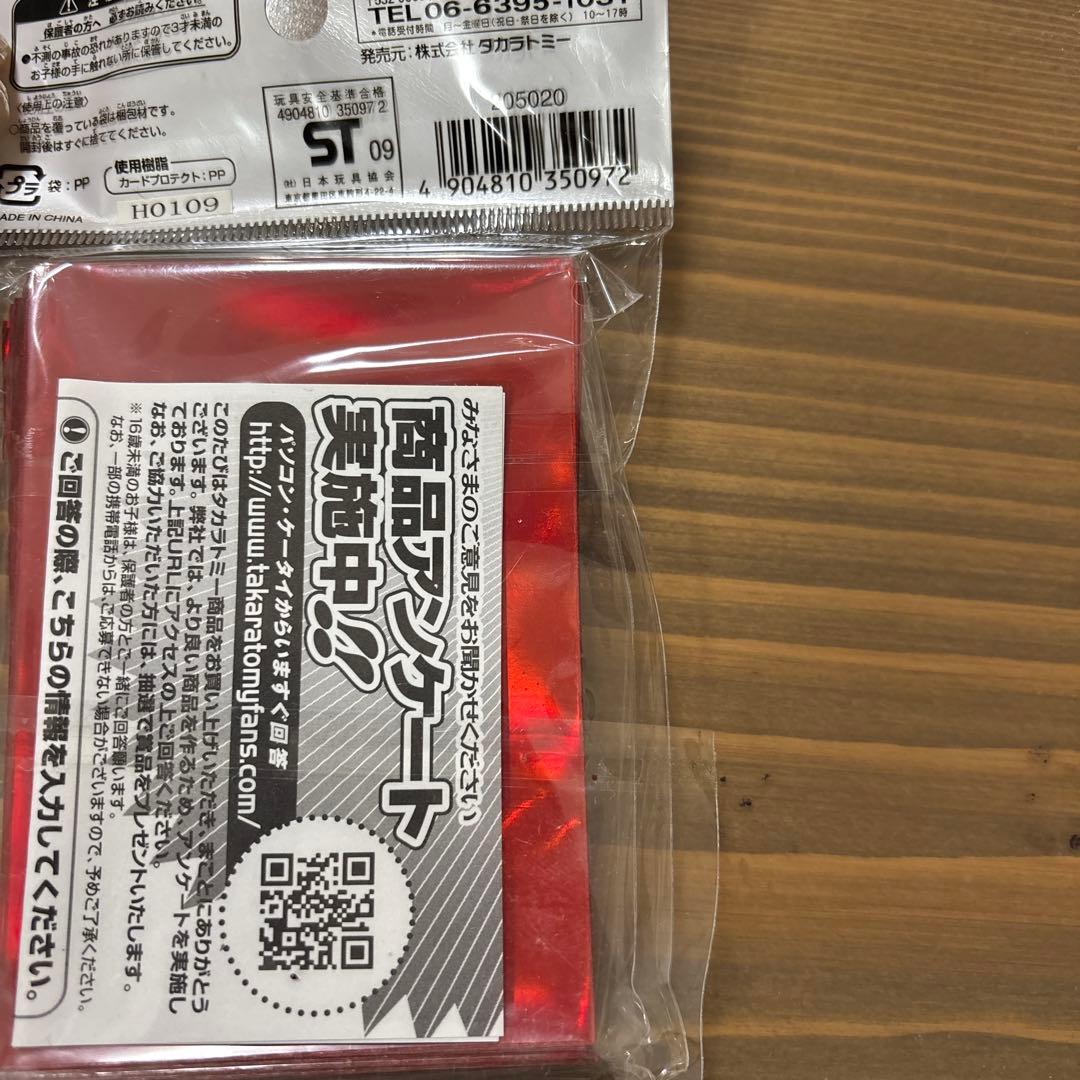 保護者の方へ 必ずお読みください。
●不測の事故の恐れがありますので3才未満の
お子様の手に触れない所に保管してください。
〈使用上の注意〉
○商品を覆っている袋は梱包材です。
開封後はすぐに捨ててください。
プラ
袋:PP
使用樹脂
カードプロテクト:PP
MADE IN CHINA
H0109
TEL 06-6395-1031
*電話受付時間 月~金曜日(祝日・祭日を除く) 10~17時
発売元:株式会社 タカラトミー
玩具安全基準合格
4904810 350972
ST 09
(社)日本玩具協会
東京都墨田区東駒形4-22-4
205020
4 904810 350972
みなさまのご意見をお聞かせください
商品アンケート
実施中!!
パソコン・ケータイからいますぐ回答
http://www.takaratomyfans.com/
このたびはタカラトミー商品をお買い上げいただき、まことにありがとう
ございます。弊社では、より良い商品を作るため、アンケートを実施し
ております。上記URLにアクセスの上ご回答ください。
なお、ご協力いただいた方には、抽選で賞品をプレゼントいたします。
※16歳未満のお子様は、保護者の方とご一緒にご回答願います。
なお、一部の携帯電話からは、ご応募できない場合がございますので、予めご了承ください。
! ご回答の際、こちらの情報を入力してください。